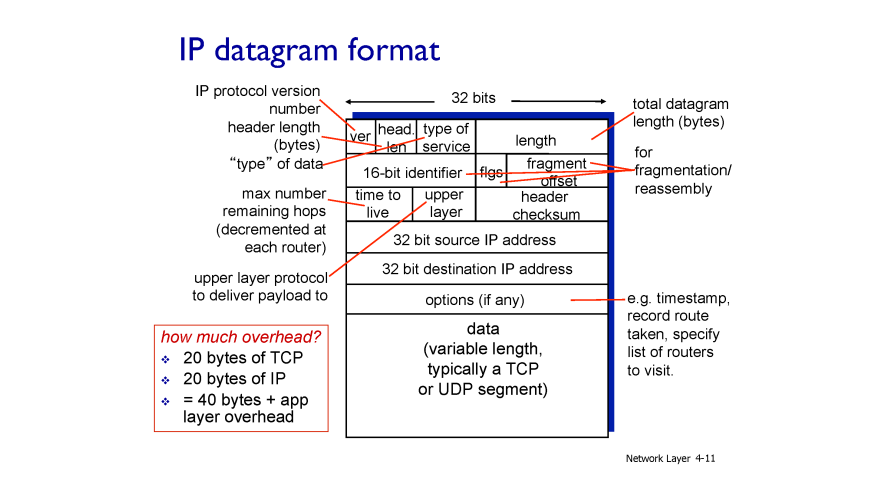 IP datagram format
IP protocol version
number
header length
(bytes)
“type” of data
max number
remaining hops
(decremented at
each router)
upper layer protocol
to deliver payload to
32 bits
ver
head.
len
type of
service
length
16-bit identifier
flgs
fragment
offset
time to
live
upper
layer
header
checksum
32 bit source IP address
32 bit destination IP address
options (if any)
data
(variable length,
typically a TCP
or UDP segment)
total datagram
length (bytes)
for
fragmentation/
reassembly
e.g. timestamp,
record route
taken, specify
list of routers
to visit.
how much overhead?
20 bytes of TCP
20 bytes of IP
= 40 bytes + app
layer overhead
Network Layer 4-11